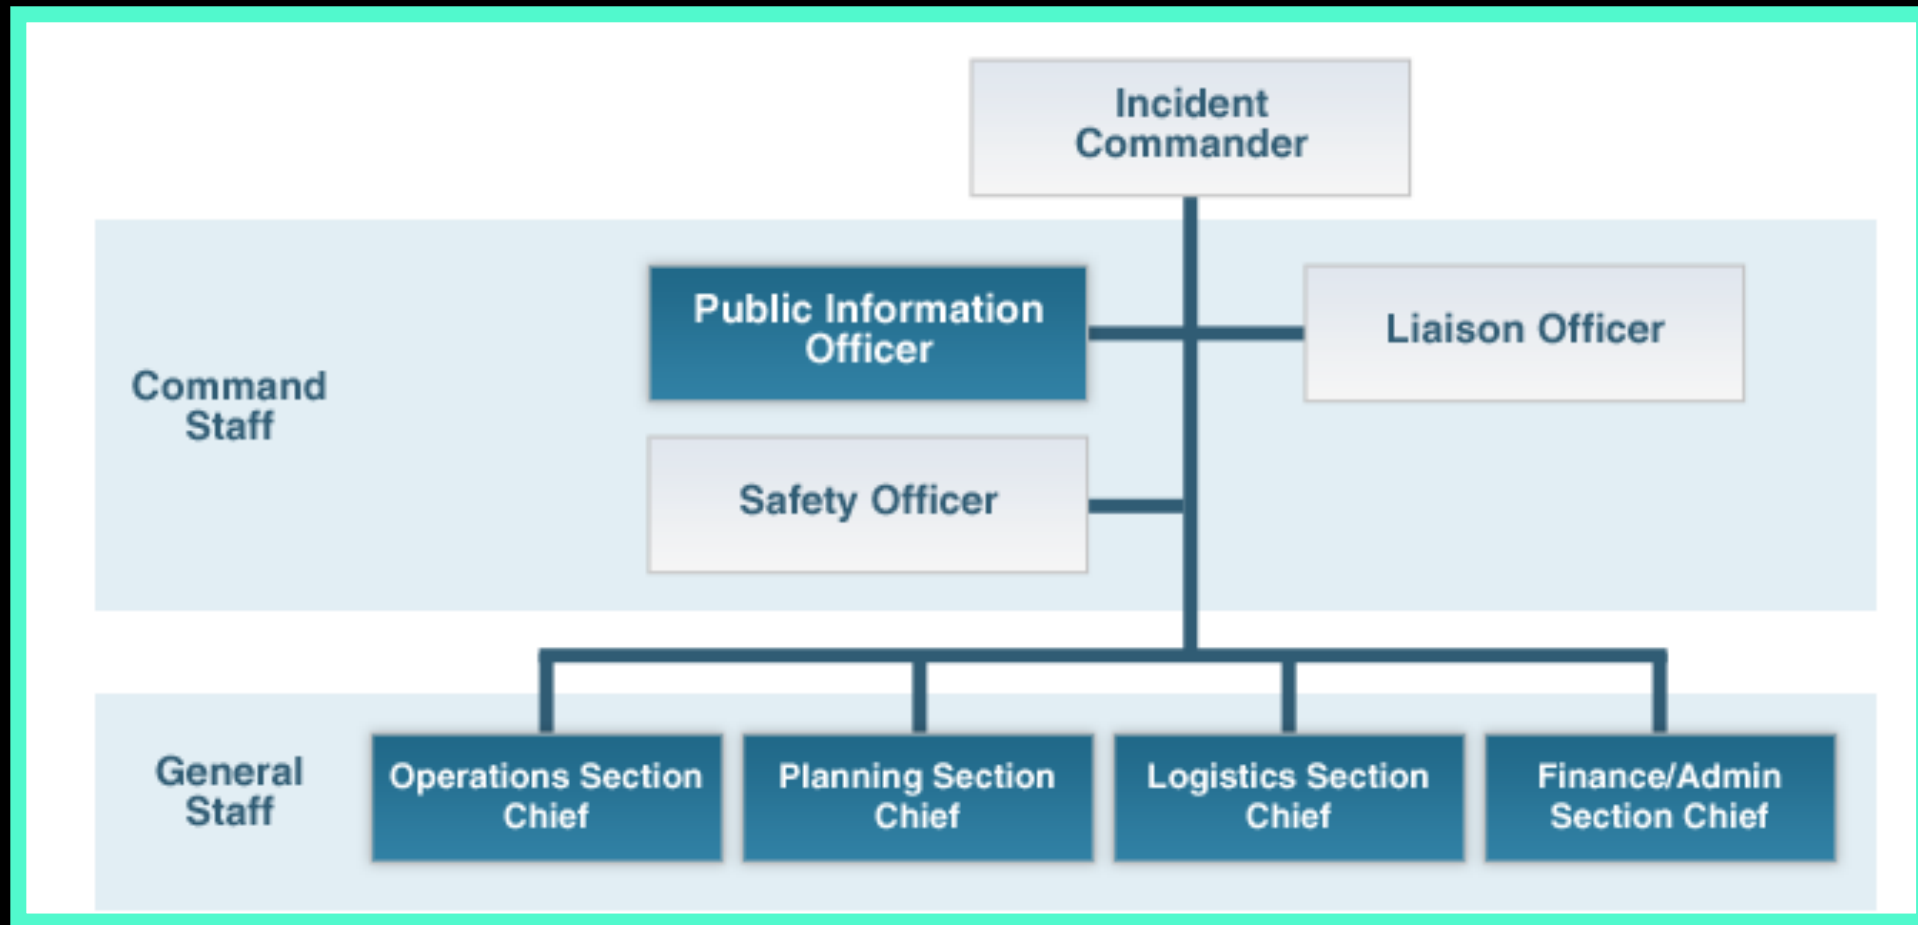 Incident
Commander
Public Information
Officer
Liaison Officer
Command
Staff
Safety Officer
General
Staff
Operations Section
Chief
Planning Section
Chief
Logistics Section
Chief
Finance/Admin
Section Chief